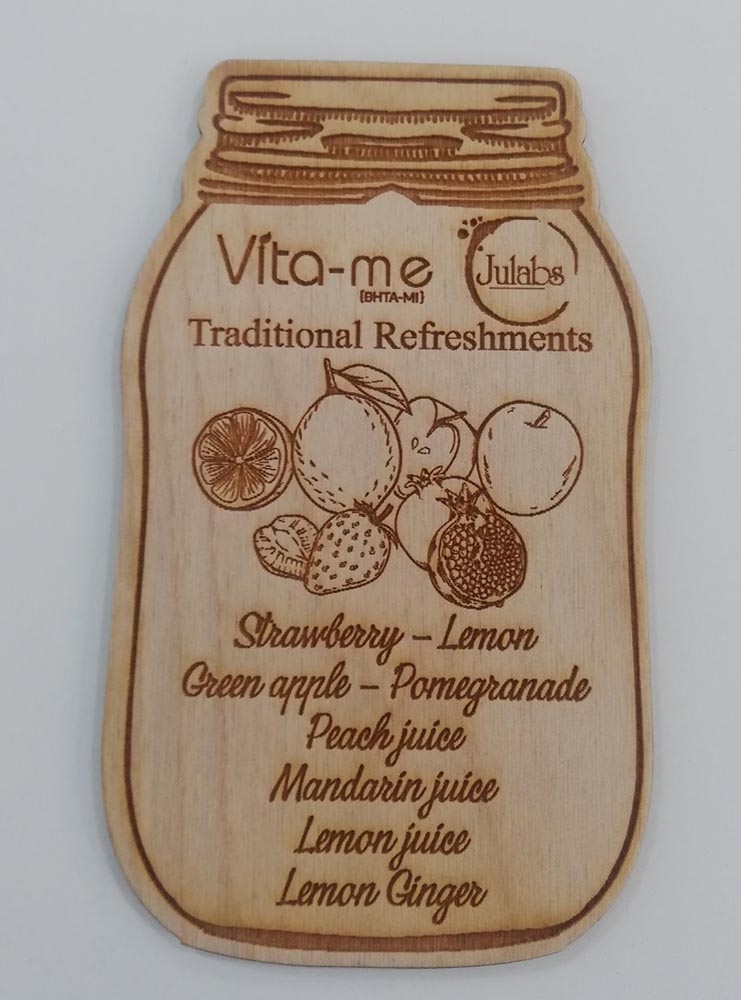 Vita-me
(BHTA-MI)
Julabs
Traditional Refreshments
Strawberry – Lemon
Green apple – Pomegranade
Peach juice
Mandarin juice
Lemon juice
Lemon Ginger